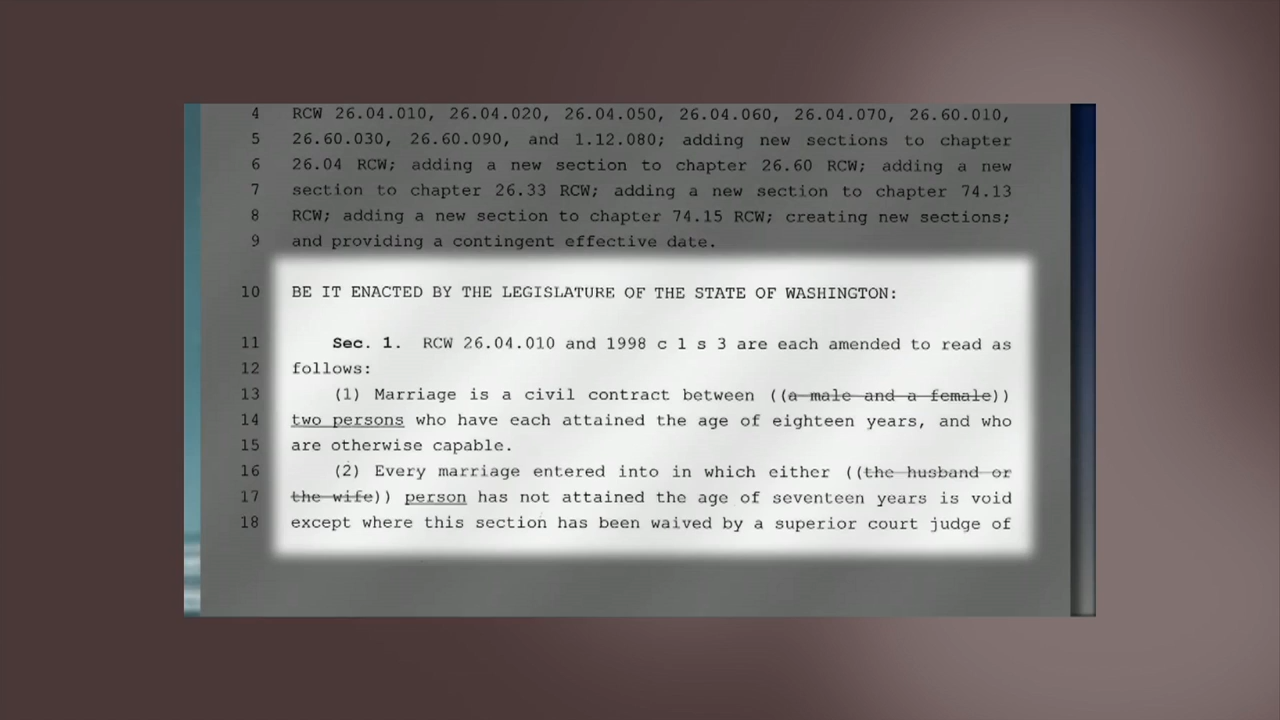 4 RCW 26.04.010, 26.04.020, 26.04.050, 26.04.060, 26.04.070, 26.60.010,
5 26.60.030, 26.60.090, and 1.12.080; adding new sections to chapter
6 26.04 RCW; adding a new section to chapter 26.60 RCW; adding a new
7 section to chapter 26.33 RCW; adding a new section to chapter 74.13
8 RCW; adding a new section to chapter 74.15 RCW; creating new sections;
9 and providing a contingent effective date.
10 BE IT ENACTED BY THE LEGISLATURE OF THE STATE OF WASHINGTON:
11 Sec. 1. RCW 26.04.010 and 1998 c 1 s 3 are each amended to read as
12 follows:
13 (1) Marriage is a civil contract between ((a male and a female))
14 two persons who have each attained the age of eighteen years, and who
15 are otherwise capable.
16 (2) Every marriage entered into in which either ((the husband or
17 the wife)) person has not attained the age of seventeen years is void
18 except where this section has been waived by a superior court judge of